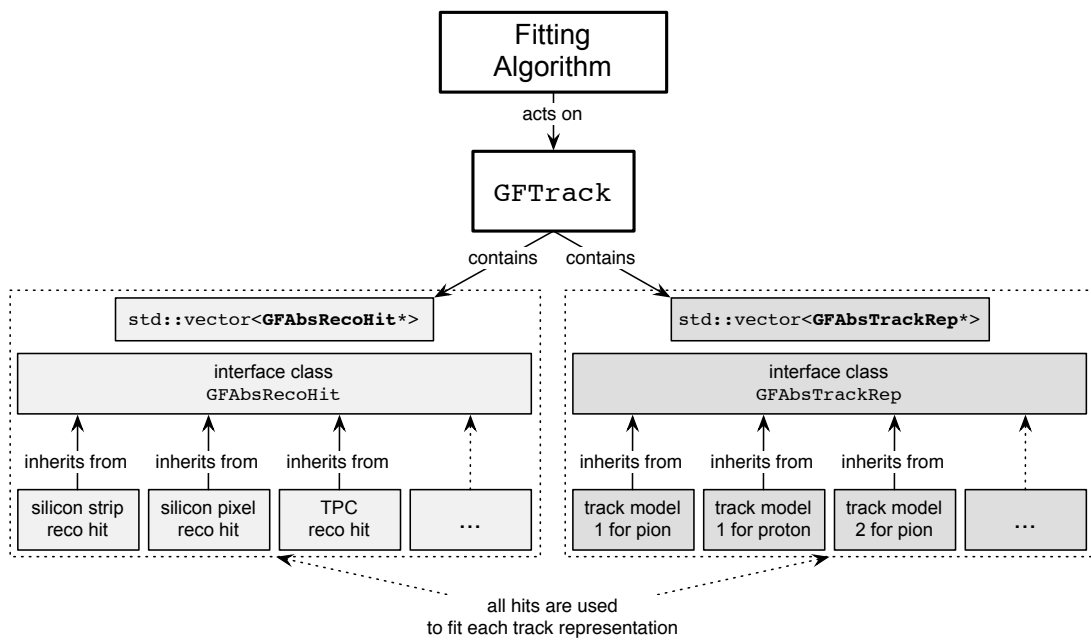 Fitting
Algorithm
acts on
GFTrack
contains
contains
std::vector<GFAbsRecoHit*>
interface class
GFAbsRecoHit
inherits from
inherits from
inherits from
silicon strip
reco hit
silicon pixel
reco hit
TPC
reco hit
...
std::vector<GFAbsTrackRep*>
interface class
GFAbsTrackRep
inherits from
inherits from
inherits from
track model
1 for pion
track model
1 for proton
track model
2 for pion
...
all hits are used
to fit each track representation